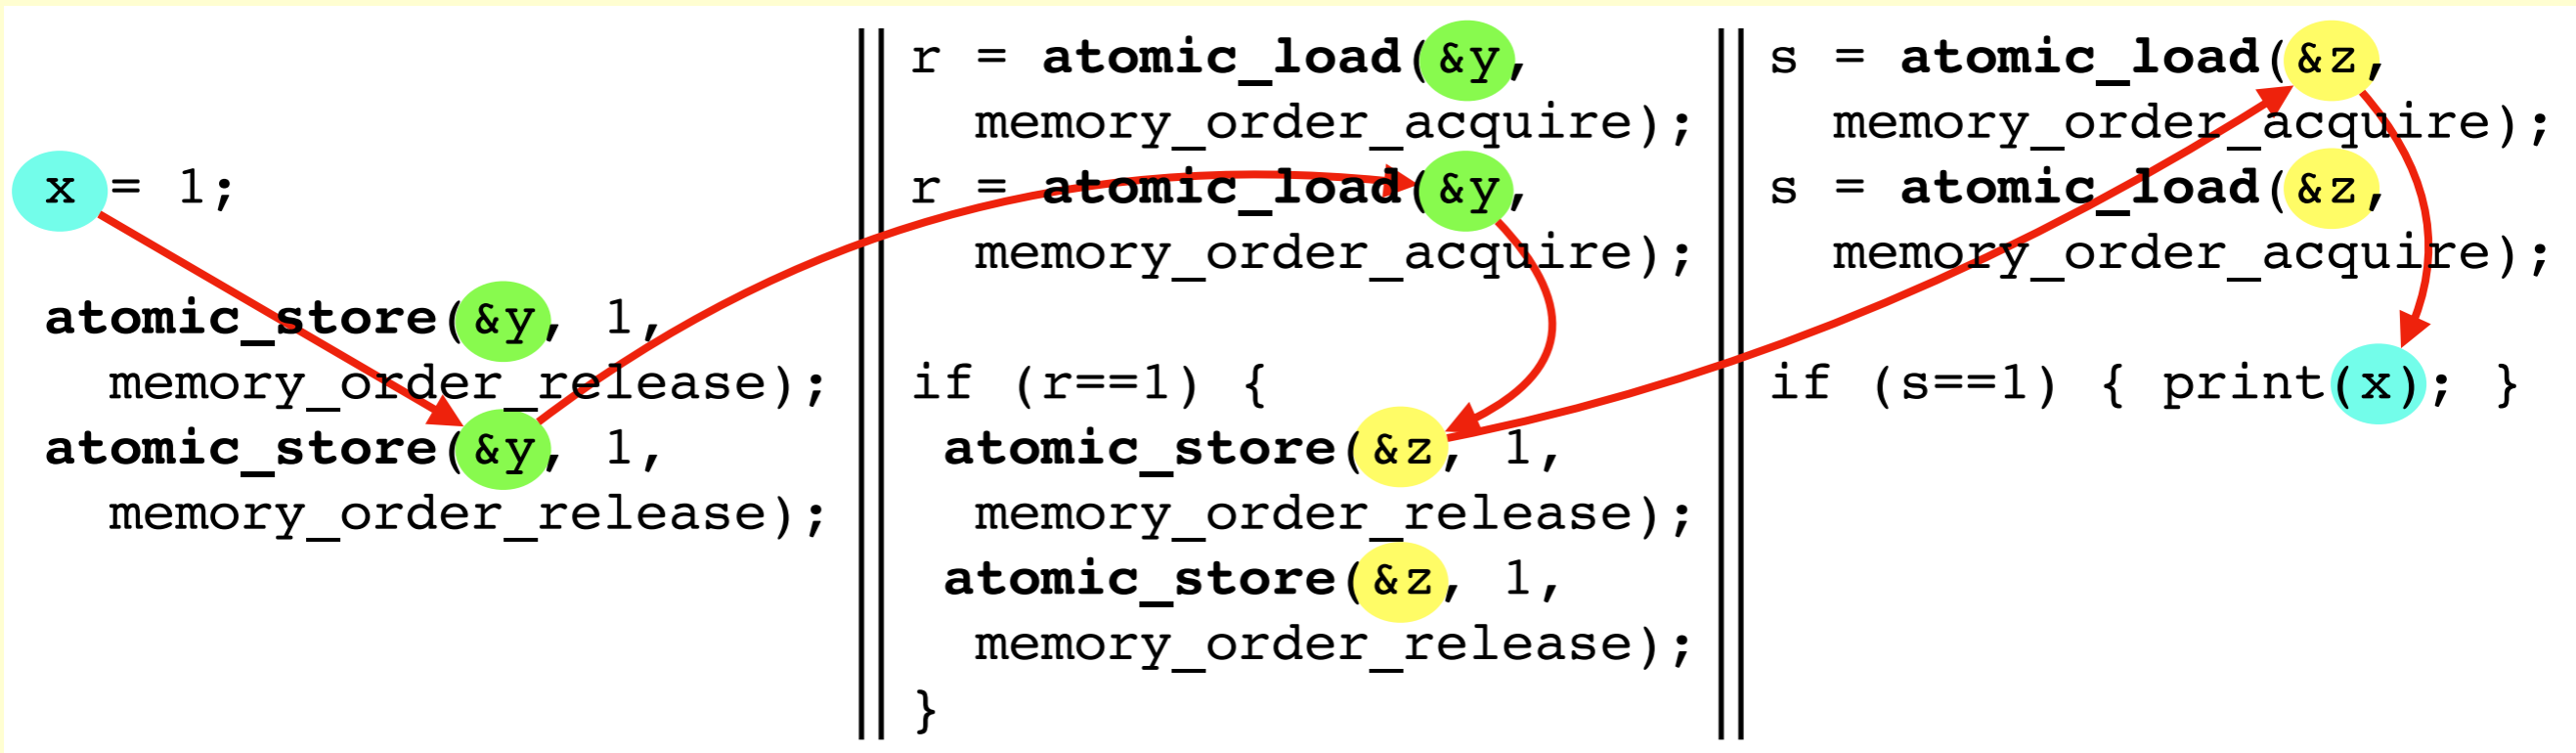 x = 1;
atomic_store(&y, 1,
memory_order_release);
atomic_store(&y, 1,
memory_order_release);
r = atomic_load(&y,
memory_order_acquire);
r = atomic_load(&y,
memory_order_acquire);
if (r==1) {
atomic_store(&z, 1,
memory_order_release);
atomic_store(&z, 1,
memory_order_release);
}
s = atomic_load(&z,
memory_order_acquire);
s = atomic_load(&z,
memory_order_acquire);
if (s==1) { print(x); }